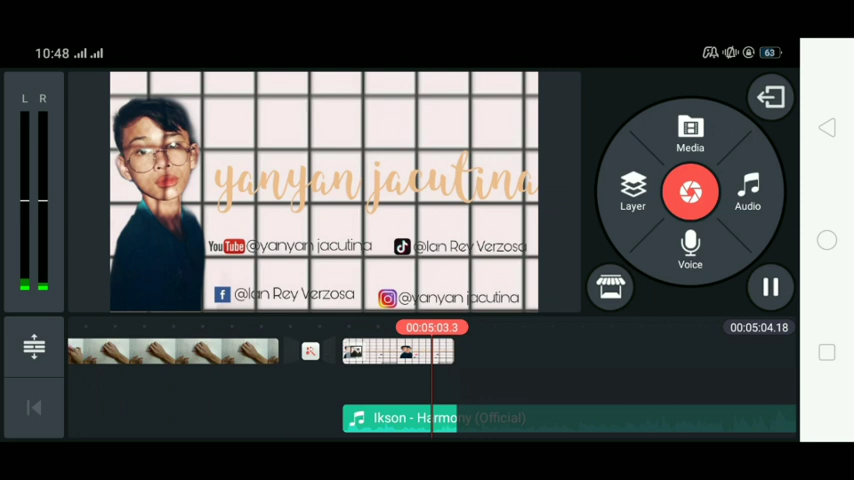 10:48
63
L R
Media
Layer
Audio
Voice
yanyan jacutina
YouTube @yanyan jacutina
@Ian Rey Verzosa
@Ian Rey Verzosa
@yanyan jacutina
00:05:03.3
00:05:04.18
Ikson - Harmony (Official)